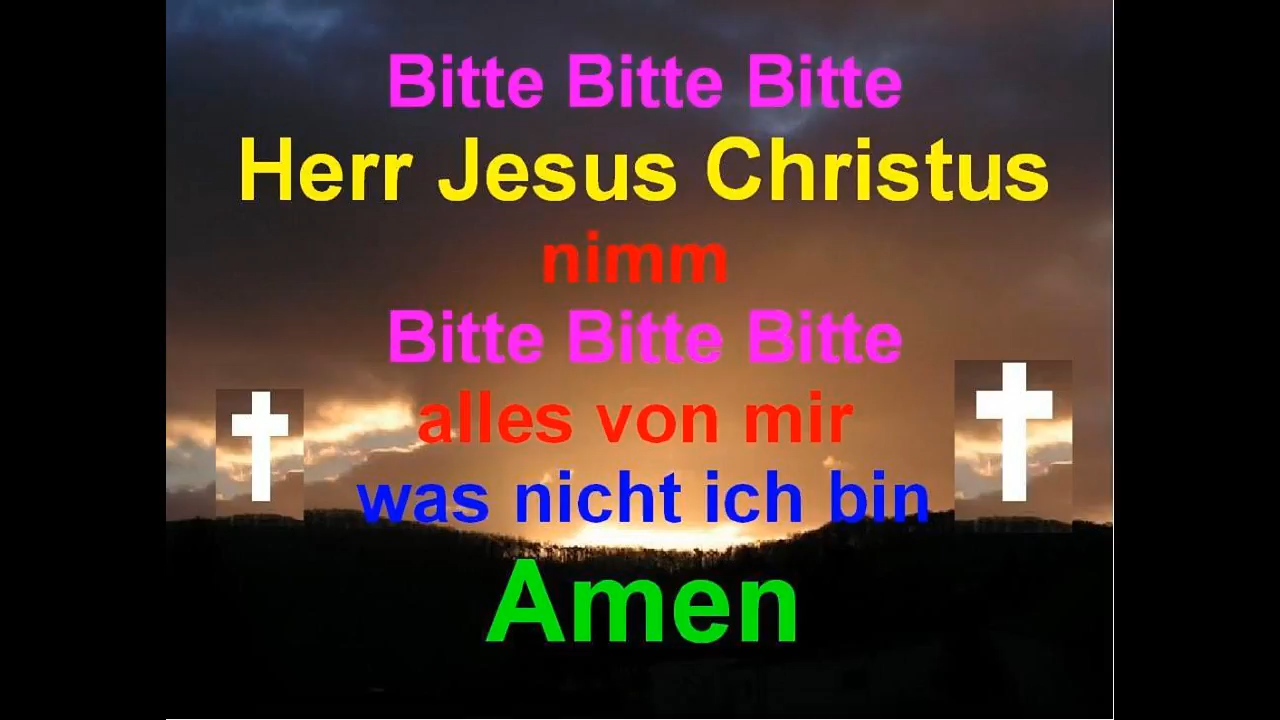 Bitte Bitte Bitte
Herr Jesus Christus
nimm
Bitte Bitte Bitte
alles von mir
was nicht ich bin
Amen